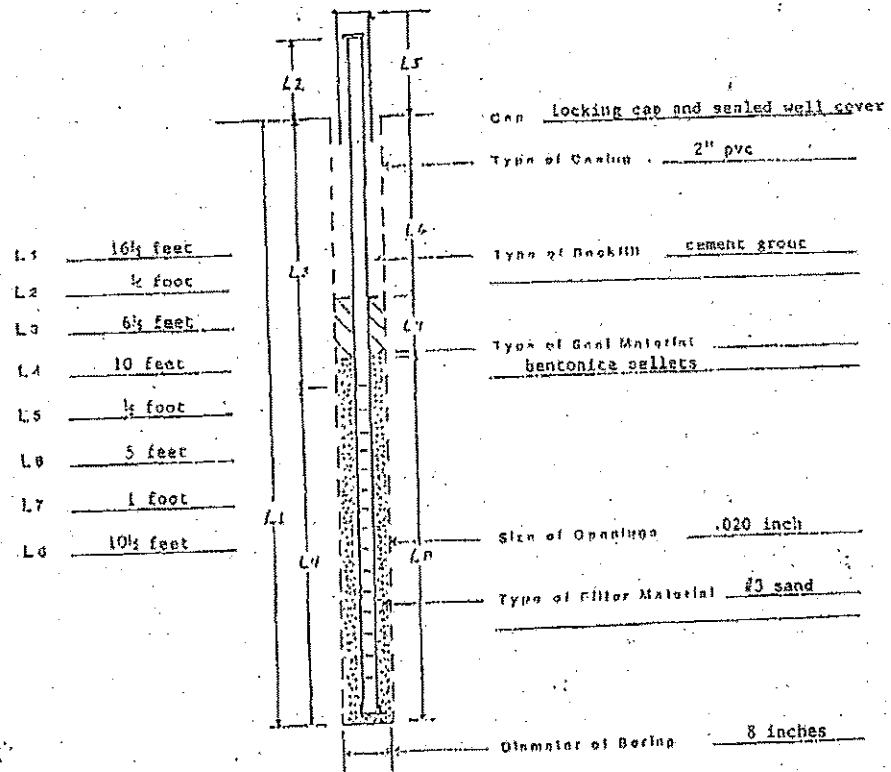 L5
L2
Cap Locking cap and sealed well cover
Type of Casing 2" pvc
L1 16½ feet
L2 ½ foot
L3 6½ feet
L4 10 feet
L5 ½ foot
L6 5 feet
L7 1 foot
L8 10½ feet
L3
L6
Type of Backfill cement grout
L7
Type of Seal Material
bentonite pellets
L1
L4
L8
Size of Openings .020 inch
Type of Filter Material #3 sand
Diameter of Boring 8 inches